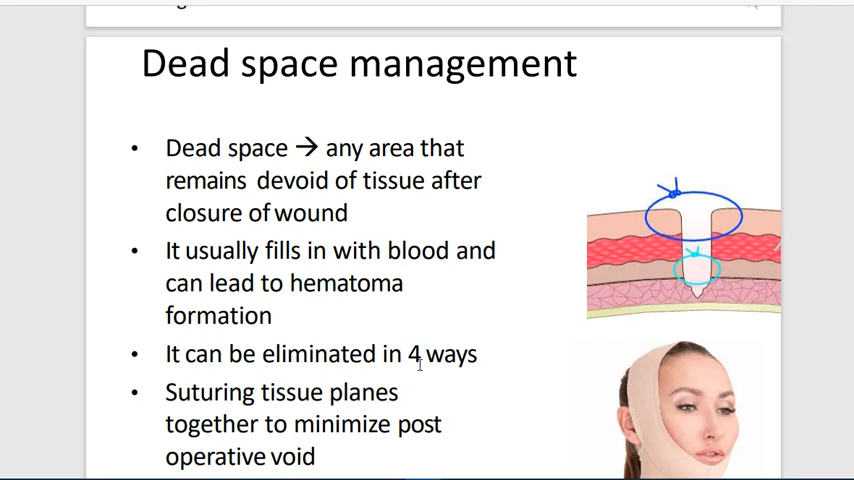 Dead space management
• Dead space → any area that
remains devoid of tissue after
closure of wound
• It usually fills in with blood and
can lead to hematoma
formation
• It can be eliminated in 4 ways
• Suturing tissue planes
together to minimize post
operative void